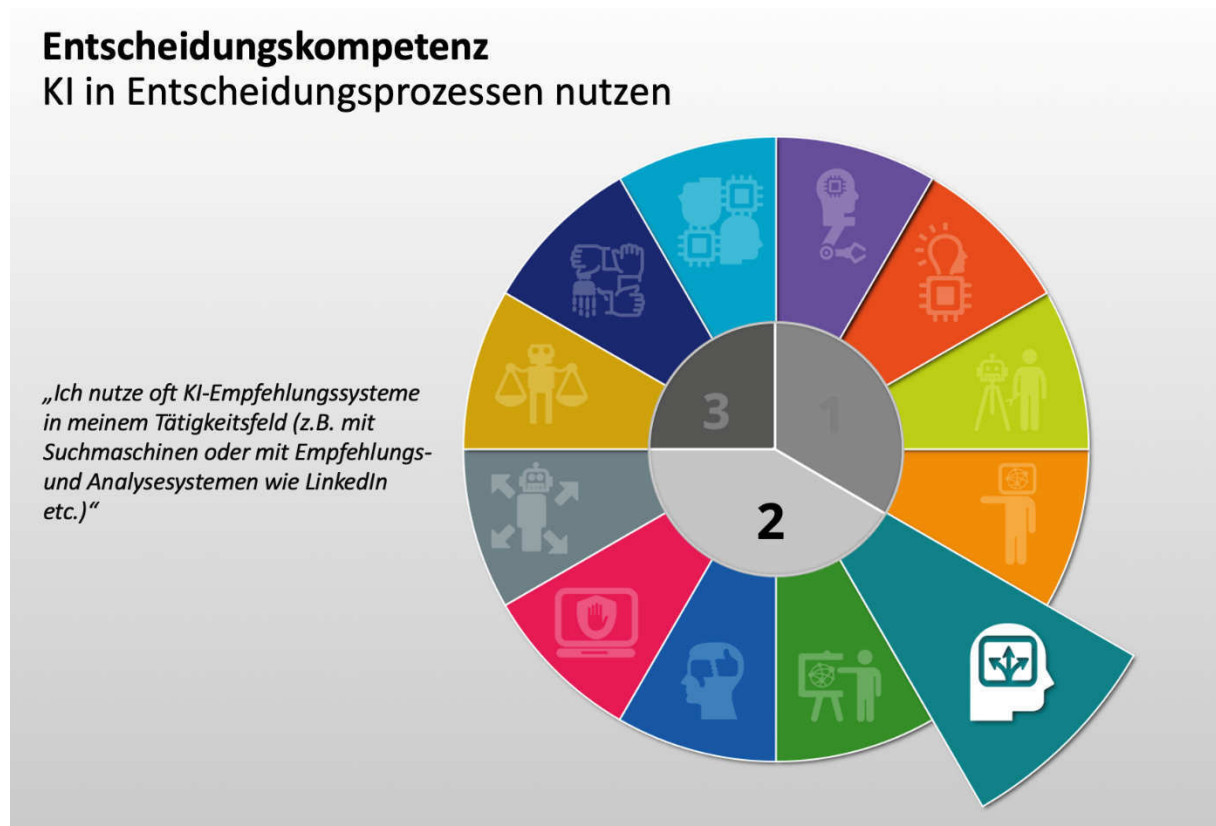 Entscheidungskompetenz
KI in Entscheidungsprozessen nutzen
„Ich nutze oft KI-Empfehlungssysteme
in meinem Tätigkeitsfeld (z.B. mit
Suchmaschinen oder mit Empfehlungs-
und Analysesystemen wie LinkedIn
etc.)“
3
1
2